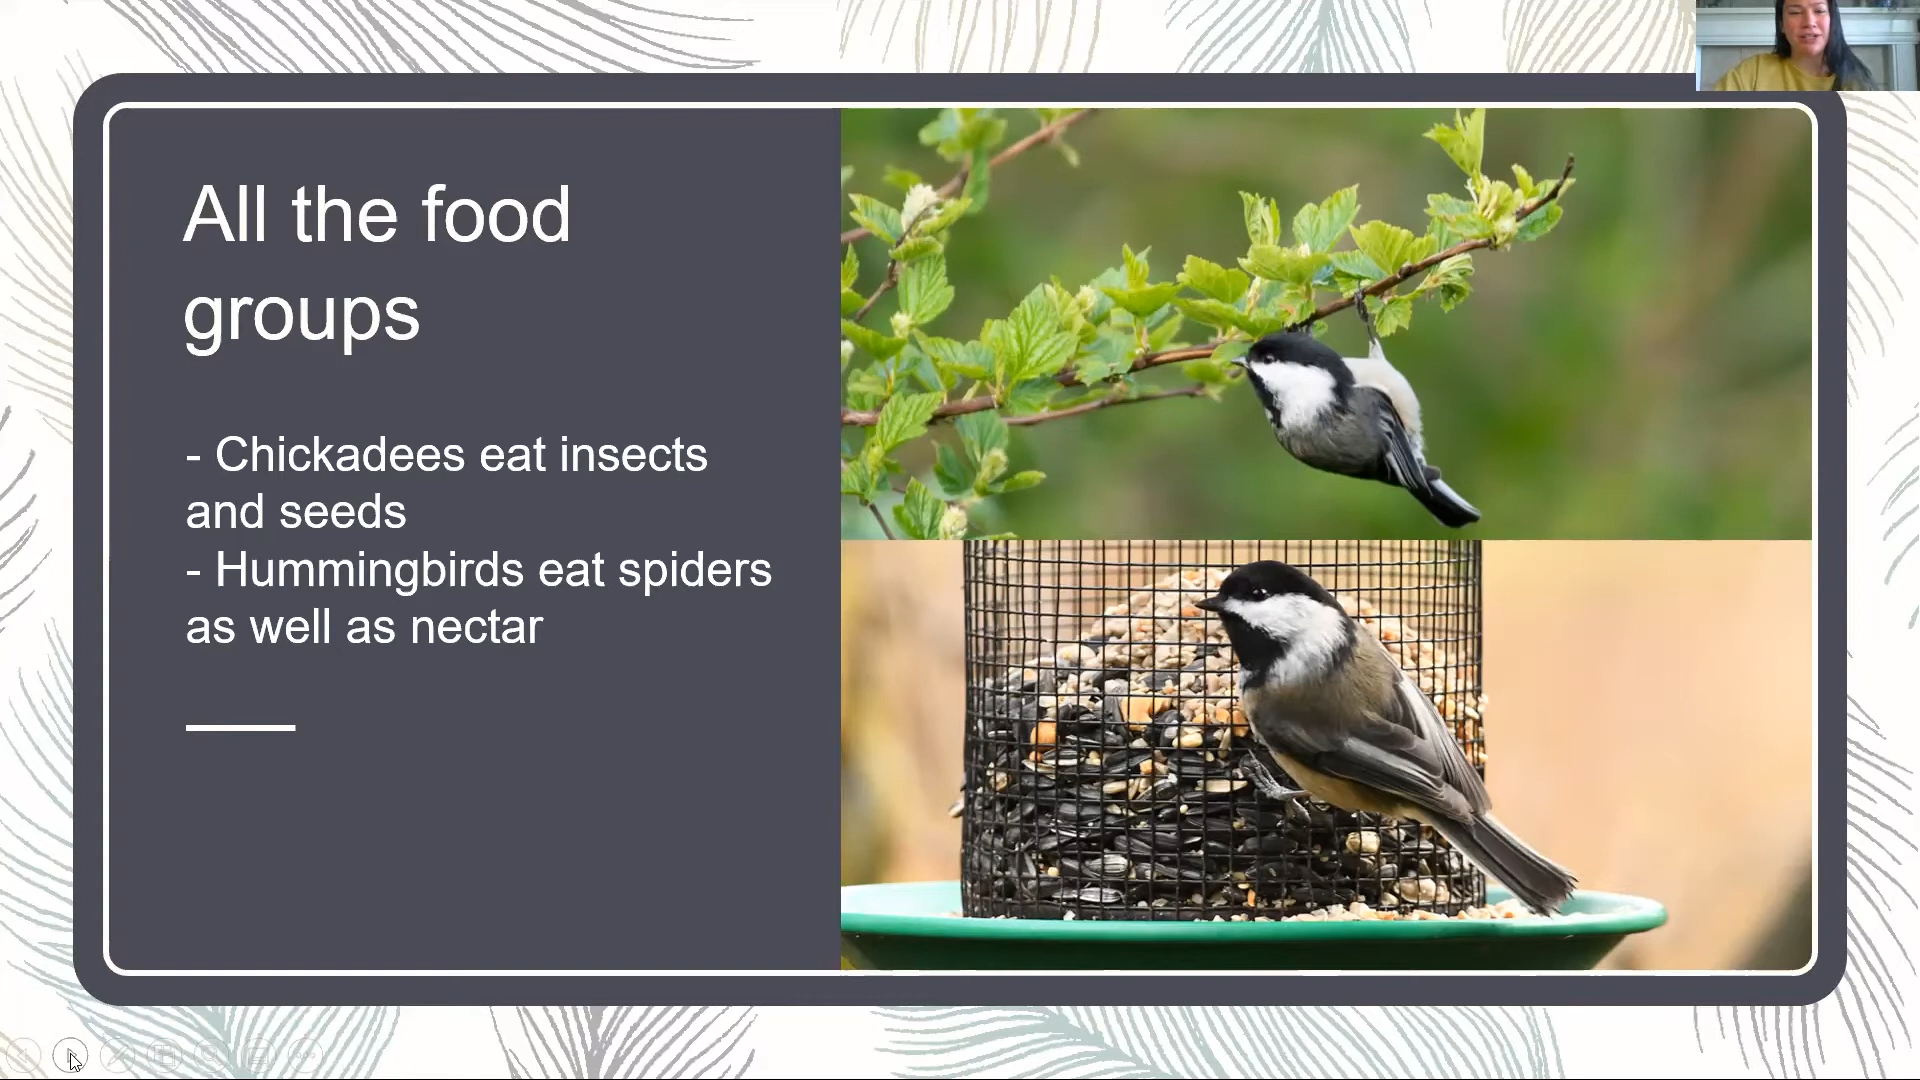 All the food
groups
- Chickadees eat insects
and seeds
- Hummingbirds eat spiders
as well as nectar